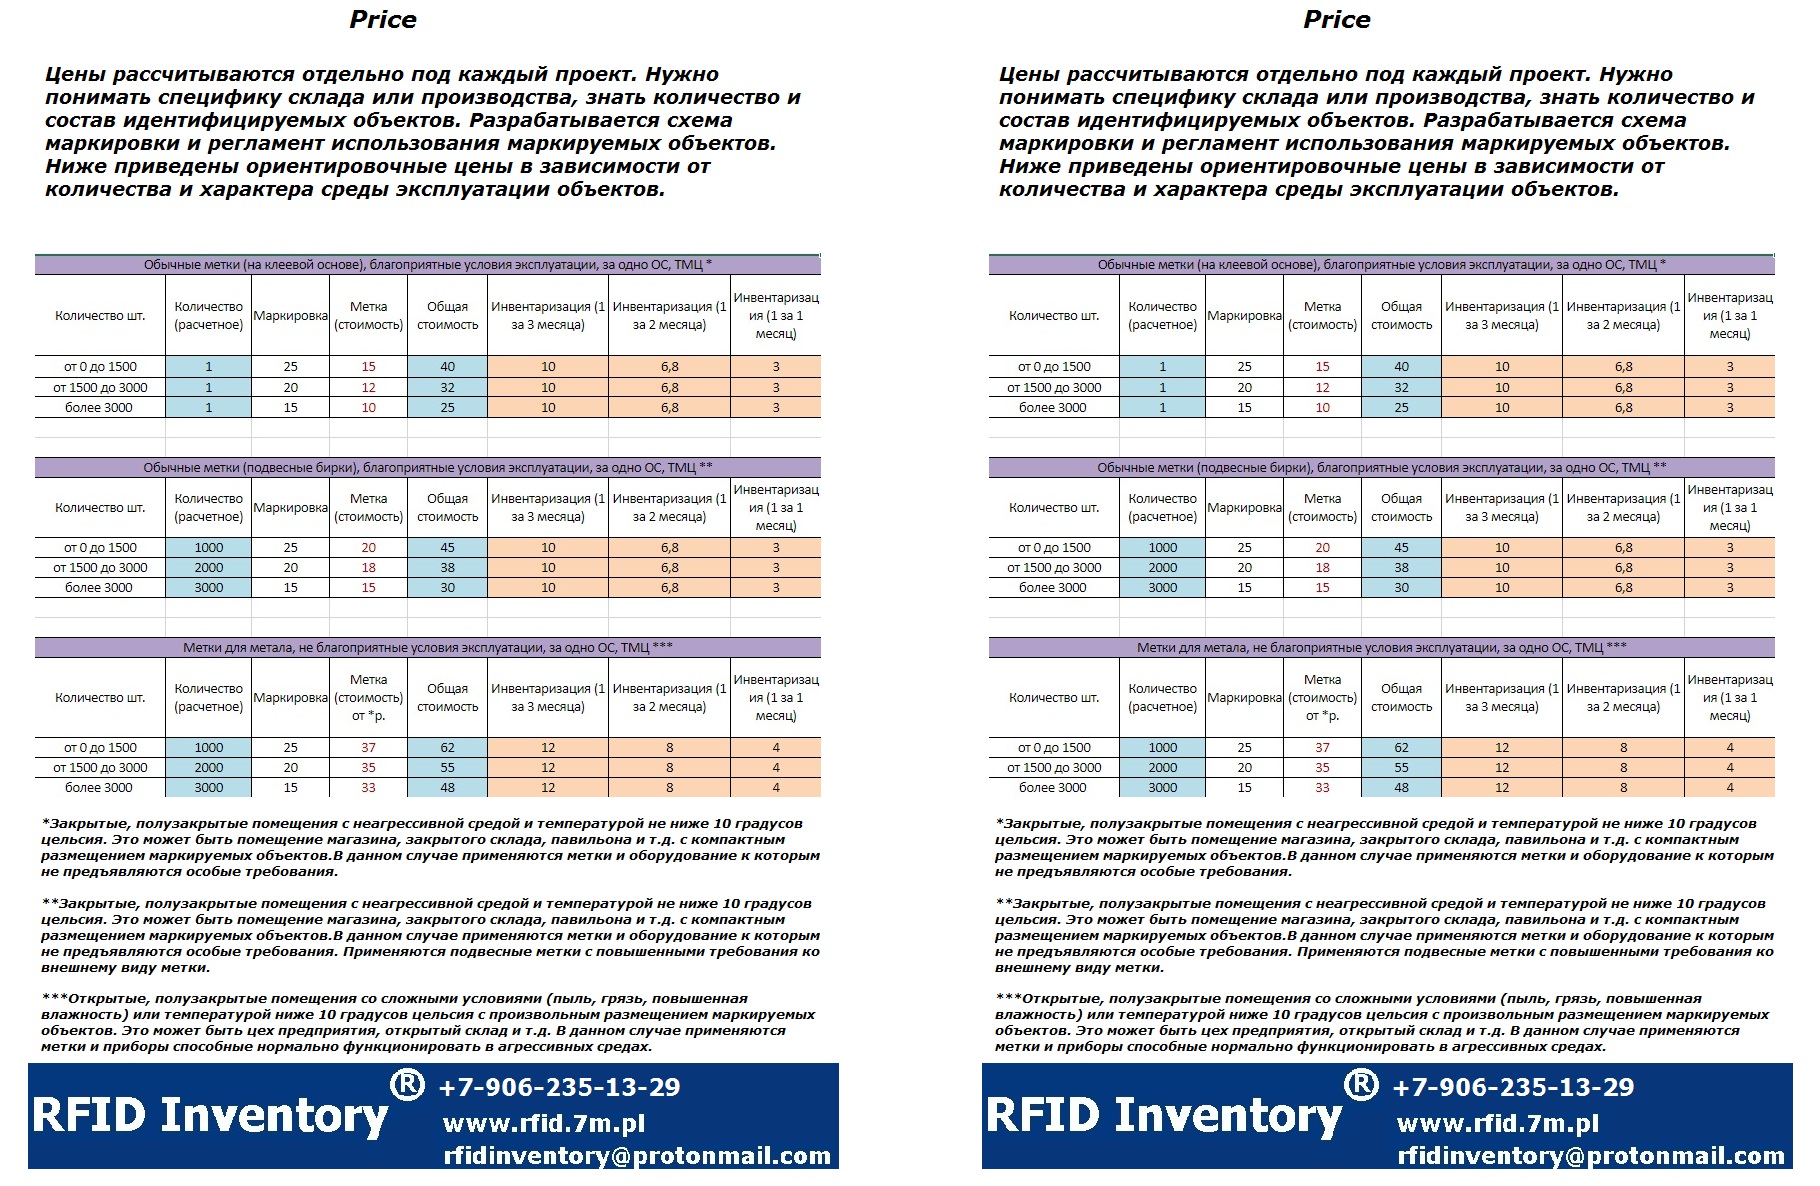 Price
Цены рассчитываются отдельно под каждый проект. Нужно
понимать специфику склада или производства, знать количество и
состав идентифицируемых объектов. Разрабатывается схема
маркировки и регламент использования маркируемых объектов.
Ниже приведены ориентировочные цены в зависимости от
количества и характера среды эксплуатации объектов.
Обычные метки (на клеевой основе), благоприятные условия эксплуатации, за одно ОС, ТМЦ *
Количество шт. Количество (расчетное) Маркировка Метка (стоимость) Общая стоимость Инвентаризация (1 за 3 месяца) Инвентаризация (1 за 2 месяца) Инвентаризация (1 за 1 месяц)
от 0 до 1500 1 25 15 40 10 6,8 3
от 1500 до 3000 1 20 12 32 10 6,8 3
более 3000 1 15 10 25 10 6,8 3
Обычные метки (подвесные бирки), благоприятные условия эксплуатации, за одно ОС, ТМЦ **
Количество шт. Количество (расчетное) Маркировка Метка (стоимость) Общая стоимость Инвентаризация (1 за 3 месяца) Инвентаризация (1 за 2 месяца) Инвентаризация (1 за 1 месяц)
от 0 до 1500 1000 25 20 45 10 6,8 3
от 1500 до 3000 2000 20 18 38 10 6,8 3
более 3000 3000 15 15 30 10 6,8 3
Метки для метала, не благоприятные условия эксплуатации, за одно ОС, ТМЦ ***
Количество шт. Количество (расчетное) Маркировка Метка (стоимость) от *р. Общая стоимость Инвентаризация (1 за 3 месяца) Инвентаризация (1 за 2 месяца) Инвентаризация (1 за 1 месяц)
от 0 до 1500 1000 25 37 62 12 8 4
от 1500 до 3000 2000 20 35 55 12 8 4
более 3000 3000 15 33 48 12 8 4
*Закрытые, полузакрытые помещения с неагрессивной средой и температурой не ниже 10 градусов
цельсия. Это может быть помещение магазина, закрытого склада, павильона и т.д. с компактным
размещением маркируемых объектов.В данном случае применяются метки и оборудование к которым
не предъявляются особые требования.
**Закрытые, полузакрытые помещения с неагрессивной средой и температурой не ниже 10 градусов
цельсия. Это может быть помещение магазина, закрытого склада, павильона и т.д. с компактным
размещением маркируемых объектов.В данном случае применяются метки и оборудование к которым
не предъявляются особые требования. Применяются подвесные метки с повышенными требования ко
внешнему виду метки.
***Открытые, полузакрытые помещения со сложными условиями (пыль, грязь, повышенная
влажность) или температурой ниже 10 градусов цельсия с произвольным размещением маркируемых
объектов. Это может быть цех предприятия, открытый склад и т.д. В данном случае применяются
метки и приборы способные нормально функционировать в агрессивных средах.
RFID Inventory®
+7-906-235-13-29
www.rfid.7m.pl
rfidinventory@protonmail.com
Price
Цены рассчитываются отдельно под каждый проект. Нужно
понимать специфику склада или производства, знать количество и
состав идентифицируемых объектов. Разрабатывается схема
маркировки и регламент использования маркируемых объектов.
Ниже приведены ориентировочные цены в зависимости от
количества и характера среды эксплуатации объектов.
Обычные метки (на клеевой основе), благоприятные условия эксплуатации, за одно ОС, ТМЦ *
Количество шт. Количество (расчетное) Маркировка Метка (стоимость) Общая стоимость Инвентаризация (1 за 3 месяца) Инвентаризация (1 за 2 месяца) Инвентаризация (1 за 1 месяц)
от 0 до 1500 1 25 15 40 10 6,8 3
от 1500 до 3000 1 20 12 32 10 6,8 3
более 3000 1 15 10 25 10 6,8 3
Обычные метки (подвесные бирки), благоприятные условия эксплуатации, за одно ОС, ТМЦ **
Количество шт. Количество (расчетное) Маркировка Метка (стоимость) Общая стоимость Инвентаризация (1 за 3 месяца) Инвентаризация (1 за 2 месяца) Инвентаризация (1 за 1 месяц)
от 0 до 1500 1000 25 20 45 10 6,8 3
от 1500 до 3000 2000 20 18 38 10 6,8 3
более 3000 3000 15 15 30 10 6,8 3
Метки для метала, не благоприятные условия эксплуатации, за одно ОС, ТМЦ ***
Количество шт. Количество (расчетное) Маркировка Метка (стоимость) от *р. Общая стоимость Инвентаризация (1 за 3 месяца) Инвентаризация (1 за 2 месяца) Инвентаризация (1 за 1 месяц)
от 0 до 1500 1000 25 37 62 12 8 4
от 1500 до 3000 2000 20 35 55 12 8 4
более 3000 3000 15 33 48 12 8 4
*Закрытые, полузакрытые помещения с неагрессивной средой и температурой не ниже 10 градусов
цельсия. Это может быть помещение магазина, закрытого склада, павильона и т.д. с компактным
размещением маркируемых объектов.В данном случае применяются метки и оборудование к которым
не предъявляются особые требования.
**Закрытые, полузакрытые помещения с неагрессивной средой и температурой не ниже 10 градусов
цельсия. Это может быть помещение магазина, закрытого склада, павильона и т.д. с компактным
размещением маркируемых объектов.В данном случае применяются метки и оборудование к которым
не предъявляются особые требования. Применяются подвесные метки с повышенными требования ко
внешнему виду метки.
***Открытые, полузакрытые помещения со сложными условиями (пыль, грязь, повышенная
влажность) или температурой ниже 10 градусов цельсия с произвольным размещением маркируемых
объектов. Это может быть цех предприятия, открытый склад и т.д. В данном случае применяются
метки и приборы способные нормально функционировать в агрессивных средах.
RFID Inventory®
+7-906-235-13-29
www.rfid.7m.pl
rfidinventory@protonmail.com